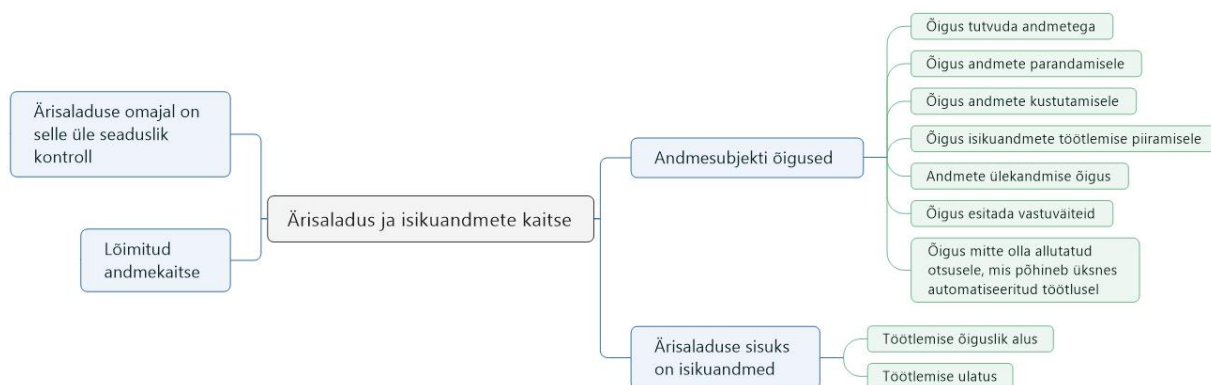 Ärisaladuse omajal on
selle üle seaduslik
kontroll
Lõimitud
andmekaitse
Ärisaladus ja isikuandmete kaitse
Andmesubjekti õigused
Õigus tutvuda andmetega
Õigus andmete parandamisele
Õigus andmete kustutamisele
Õigus isikuandmete töötlemise piiramisele
Andmete ülekandmise õigus
Õigus esitada vastuväiteid
Õigus mitte olla allutatud
otsusele, mis põhineb üksnes
automatiseeritud töötlusel
Ärisaladuse sisuks
on isikuandmed
Töötlemise õiguslik alus
Töötlemise ulatus